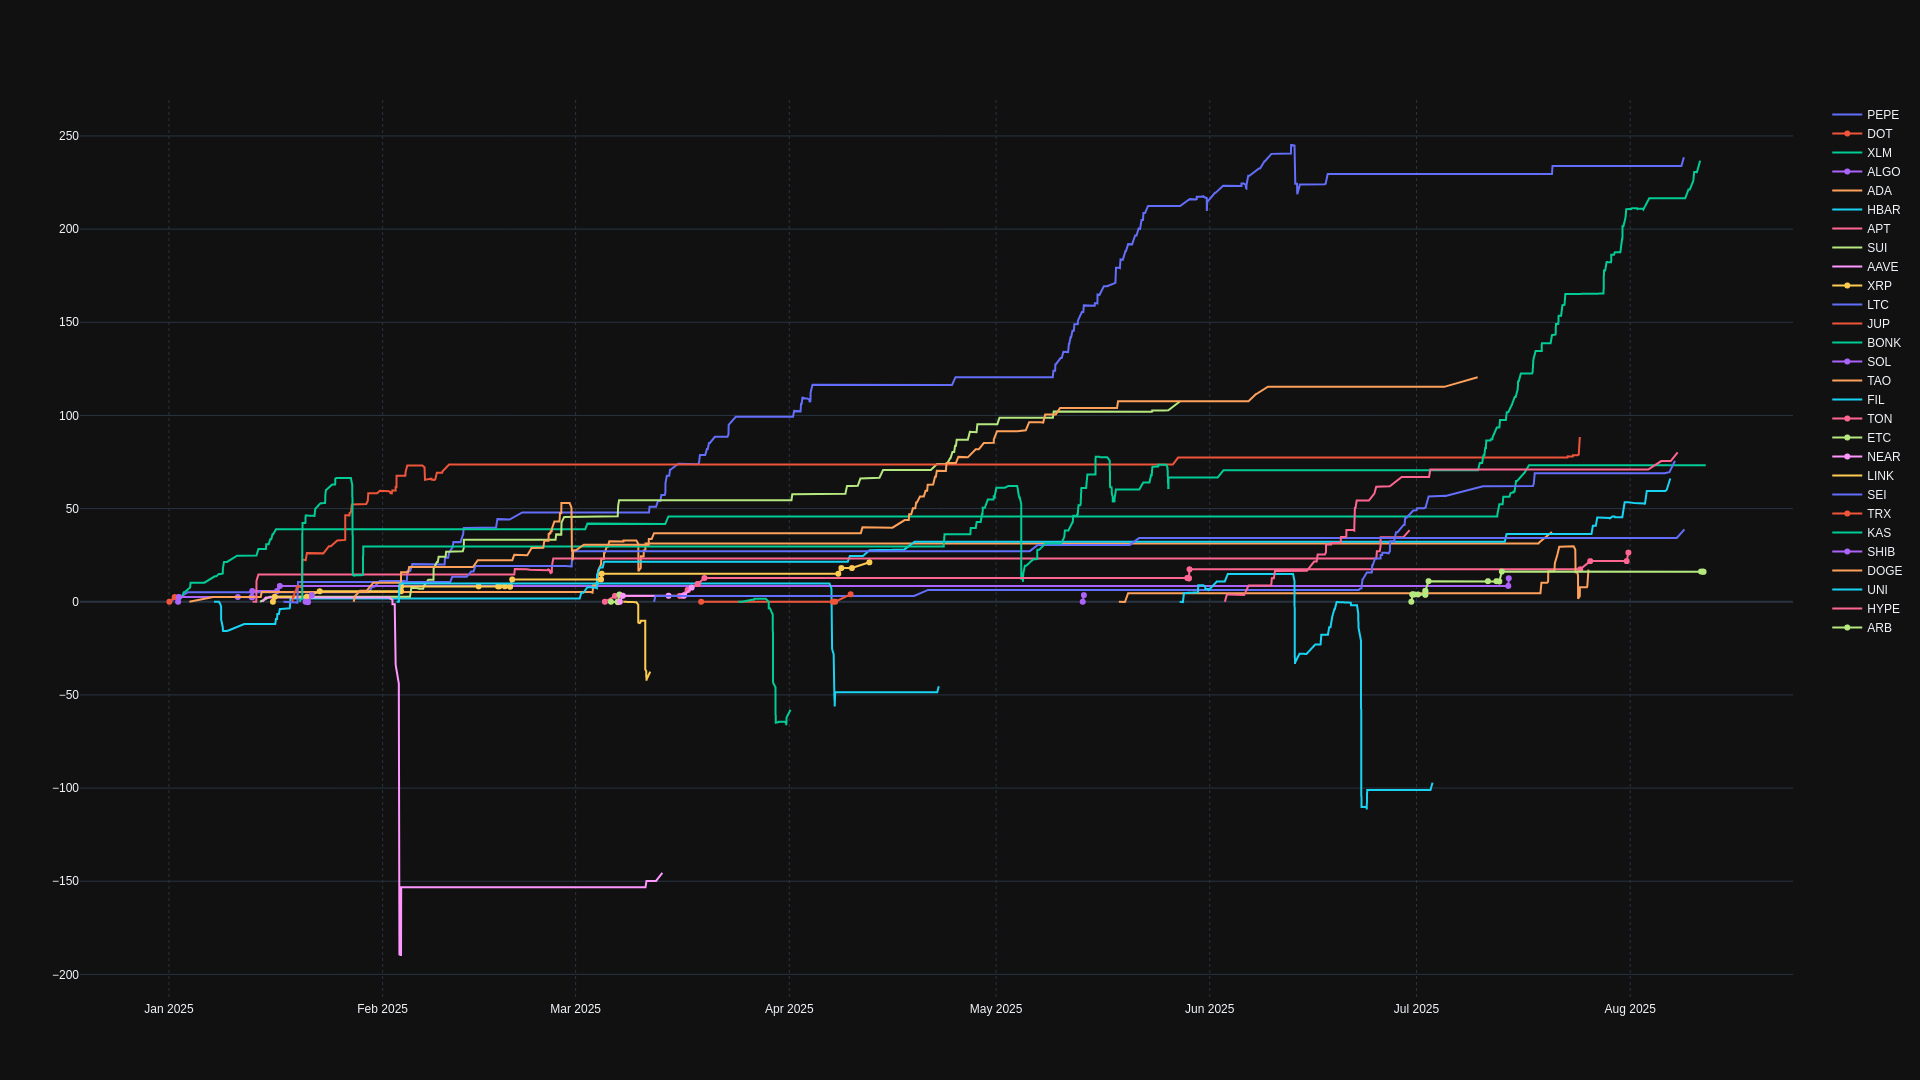 250
200
150
100
50
0
−50
−100
−150
−200
Jan 2025
Feb 2025
Mar 2025
Apr 2025
May 2025
Jun 2025
Jul 2025
Aug 2025
PEPE
DOT
XLM
ALGO
ADA
HBAR
APT
SUI
AAVE
XRP
LTC
JUP
BONK
SOL
TAO
FIL
TON
ETC
NEAR
LINK
SEI
TRX
KAS
SHIB
DOGE
UNI
HYPE
ARB